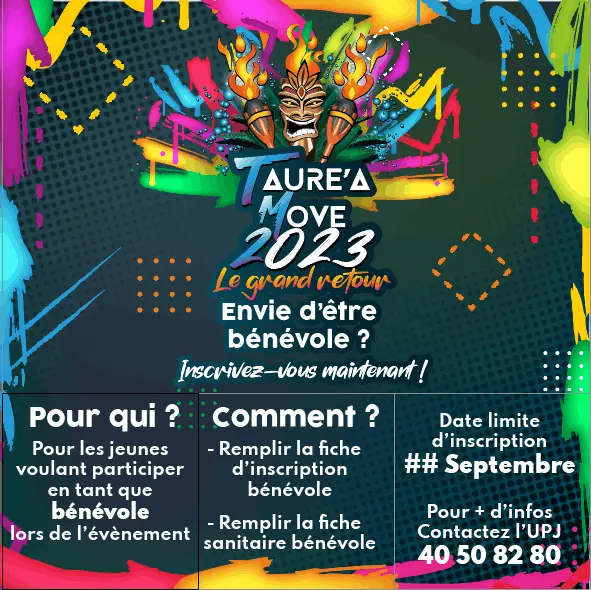 TAURE'A
MOVE
2023
Le grand retour
Envie d'être
bénévole ?
Inscrivez-vous maintenant !
Pour qui ?
Pour les jeunes
voulant participer
en tant que
bénévole
lors de l'évènement
Comment ?
- Remplir la fiche
d'inscription
bénévole
- Remplir la fiche
sanitaire bénévole
Date limite
d'inscription
## Septembre
Pour + d'infos
Contactez l'UPJ
40 50 82 80